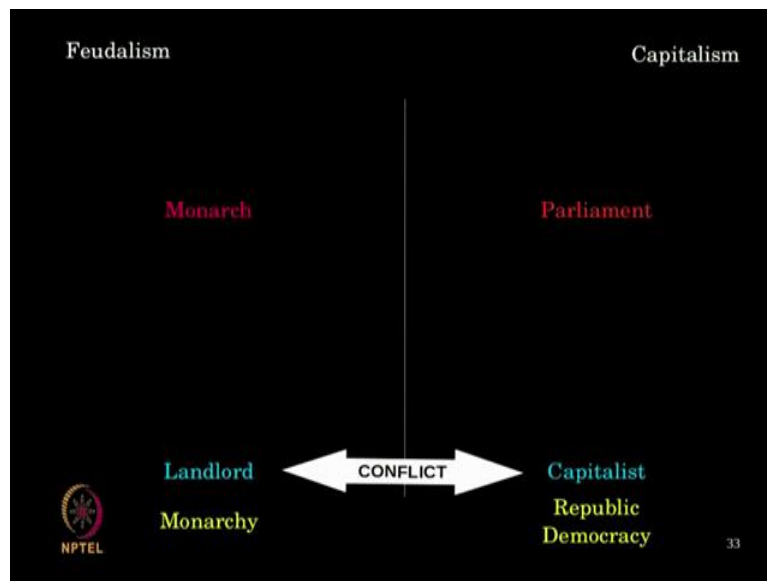 Feudalism
Capitalism
Monarch
Parliament
Landlord
CONFLICT
Capitalist
Monarchy
Republic
Democracy
NPTEL
33